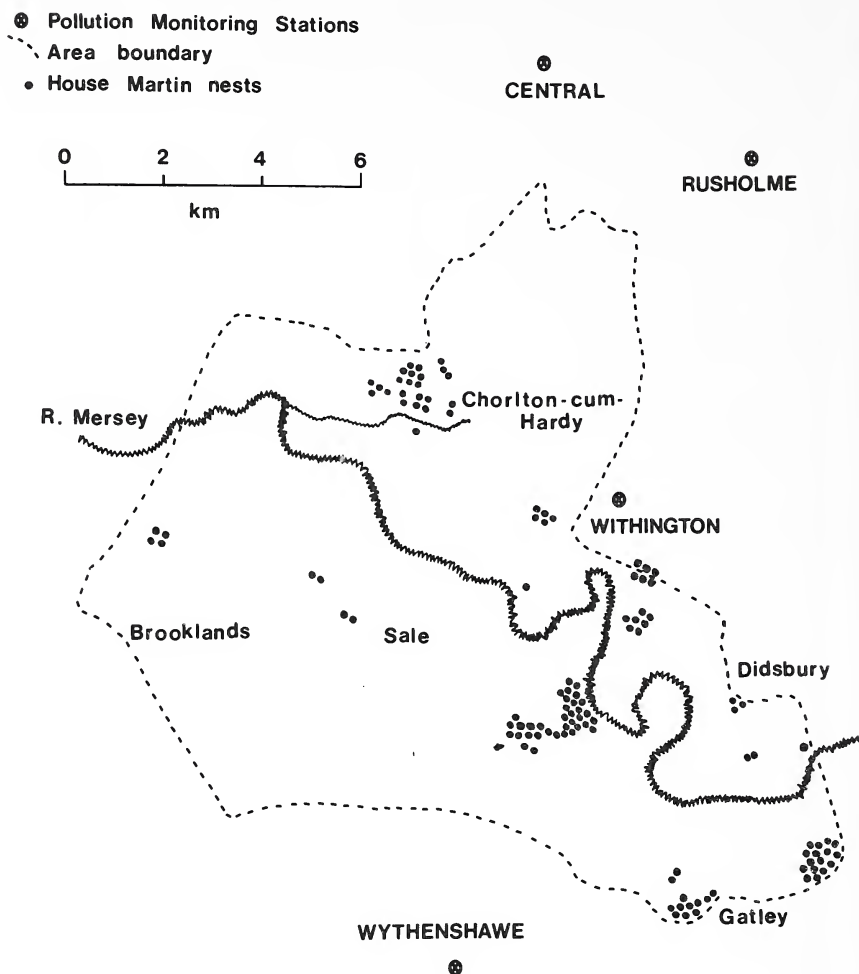 Pollution Monitoring Stations
Area boundary
House Martin nests
CENTRAL
0 2 4 6
km
RUSHOLME
R. Mersey
Chorlton-cum-
Hardy
WITHINGTON
Brooklands
Sale
Didsbury
Gatley
WYTHENSHAWE